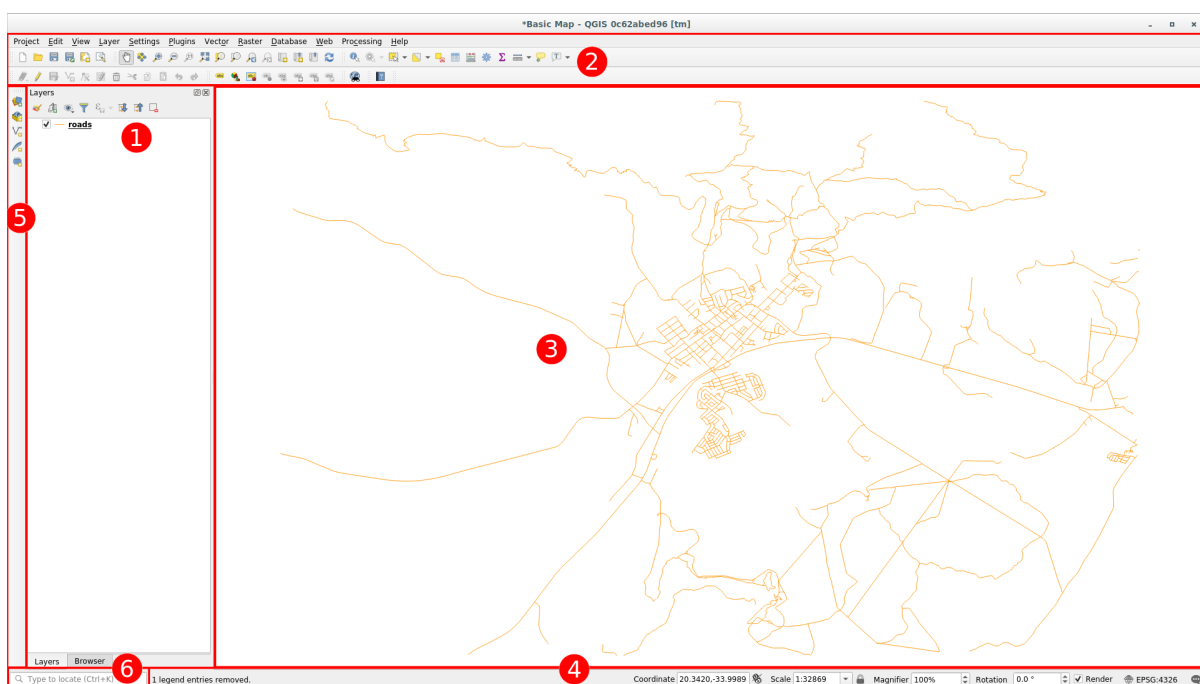 *Basic Map - QGIS 0c62abed96 [tm]
Project Edit View Layer Settings Plugins Vector Raster Database Web Processing Help
2
Layers
roads
1
5
3
Layers Browser
6
4
Type to locate (Ctrl+K)
1 legend entries removed.
Coordinate 20.3420,-33.9989 Scale 1:32869 Magnifier 100% Rotation 0.0 ° Render EPSG:4326